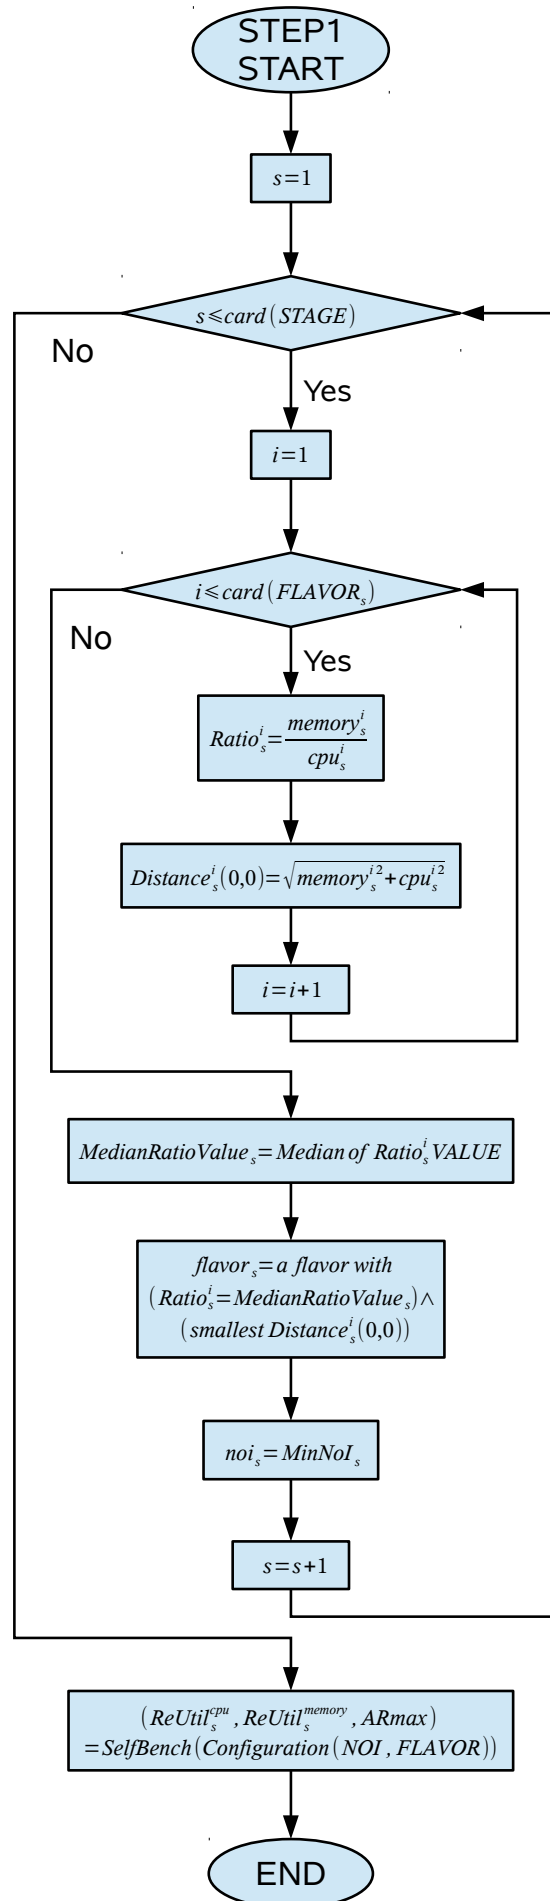 STEP1
START
s=1
s≤card(STAGE)
No
Yes
i=1
i≤card(FLAVOR_s)
No
Yes
Ratio_s^i=memory_s^i/cpu_s^i
Distance_s^i(0,0)=√(memory_s^i2+cpu_s^i2)
i=i+1
MedianRatioValue_s=Median of Ratio_s^i VALUE
flavor_s=a flavor with
(Ratio_s^i=MedianRatioValue_s)∧
(smallest Distance_s^i(0,0))
noi_s=MinNoI_s
s=s+1
(ReUtil_s^cpu,ReUtil_s^memory,ARmax)
=SelfBench(Configuration(NOI,FLAVOR))
END